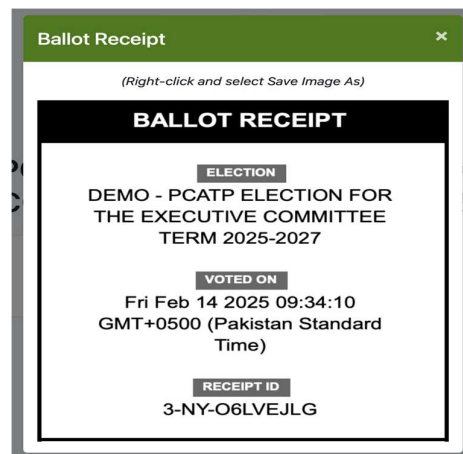 Ballot Receipt ×
(Right-click and select Save Image As)
BALLOT RECEIPT
ELECTION
DEMO - PCATP ELECTION FOR
THE EXECUTIVE COMMITTEE
TERM 2025-2027
VOTED ON
Fri Feb 14 2025 09:34:10
GMT+0500 (Pakistan Standard
Time)
RECEIPT ID
3-NY-O6LVEJLG